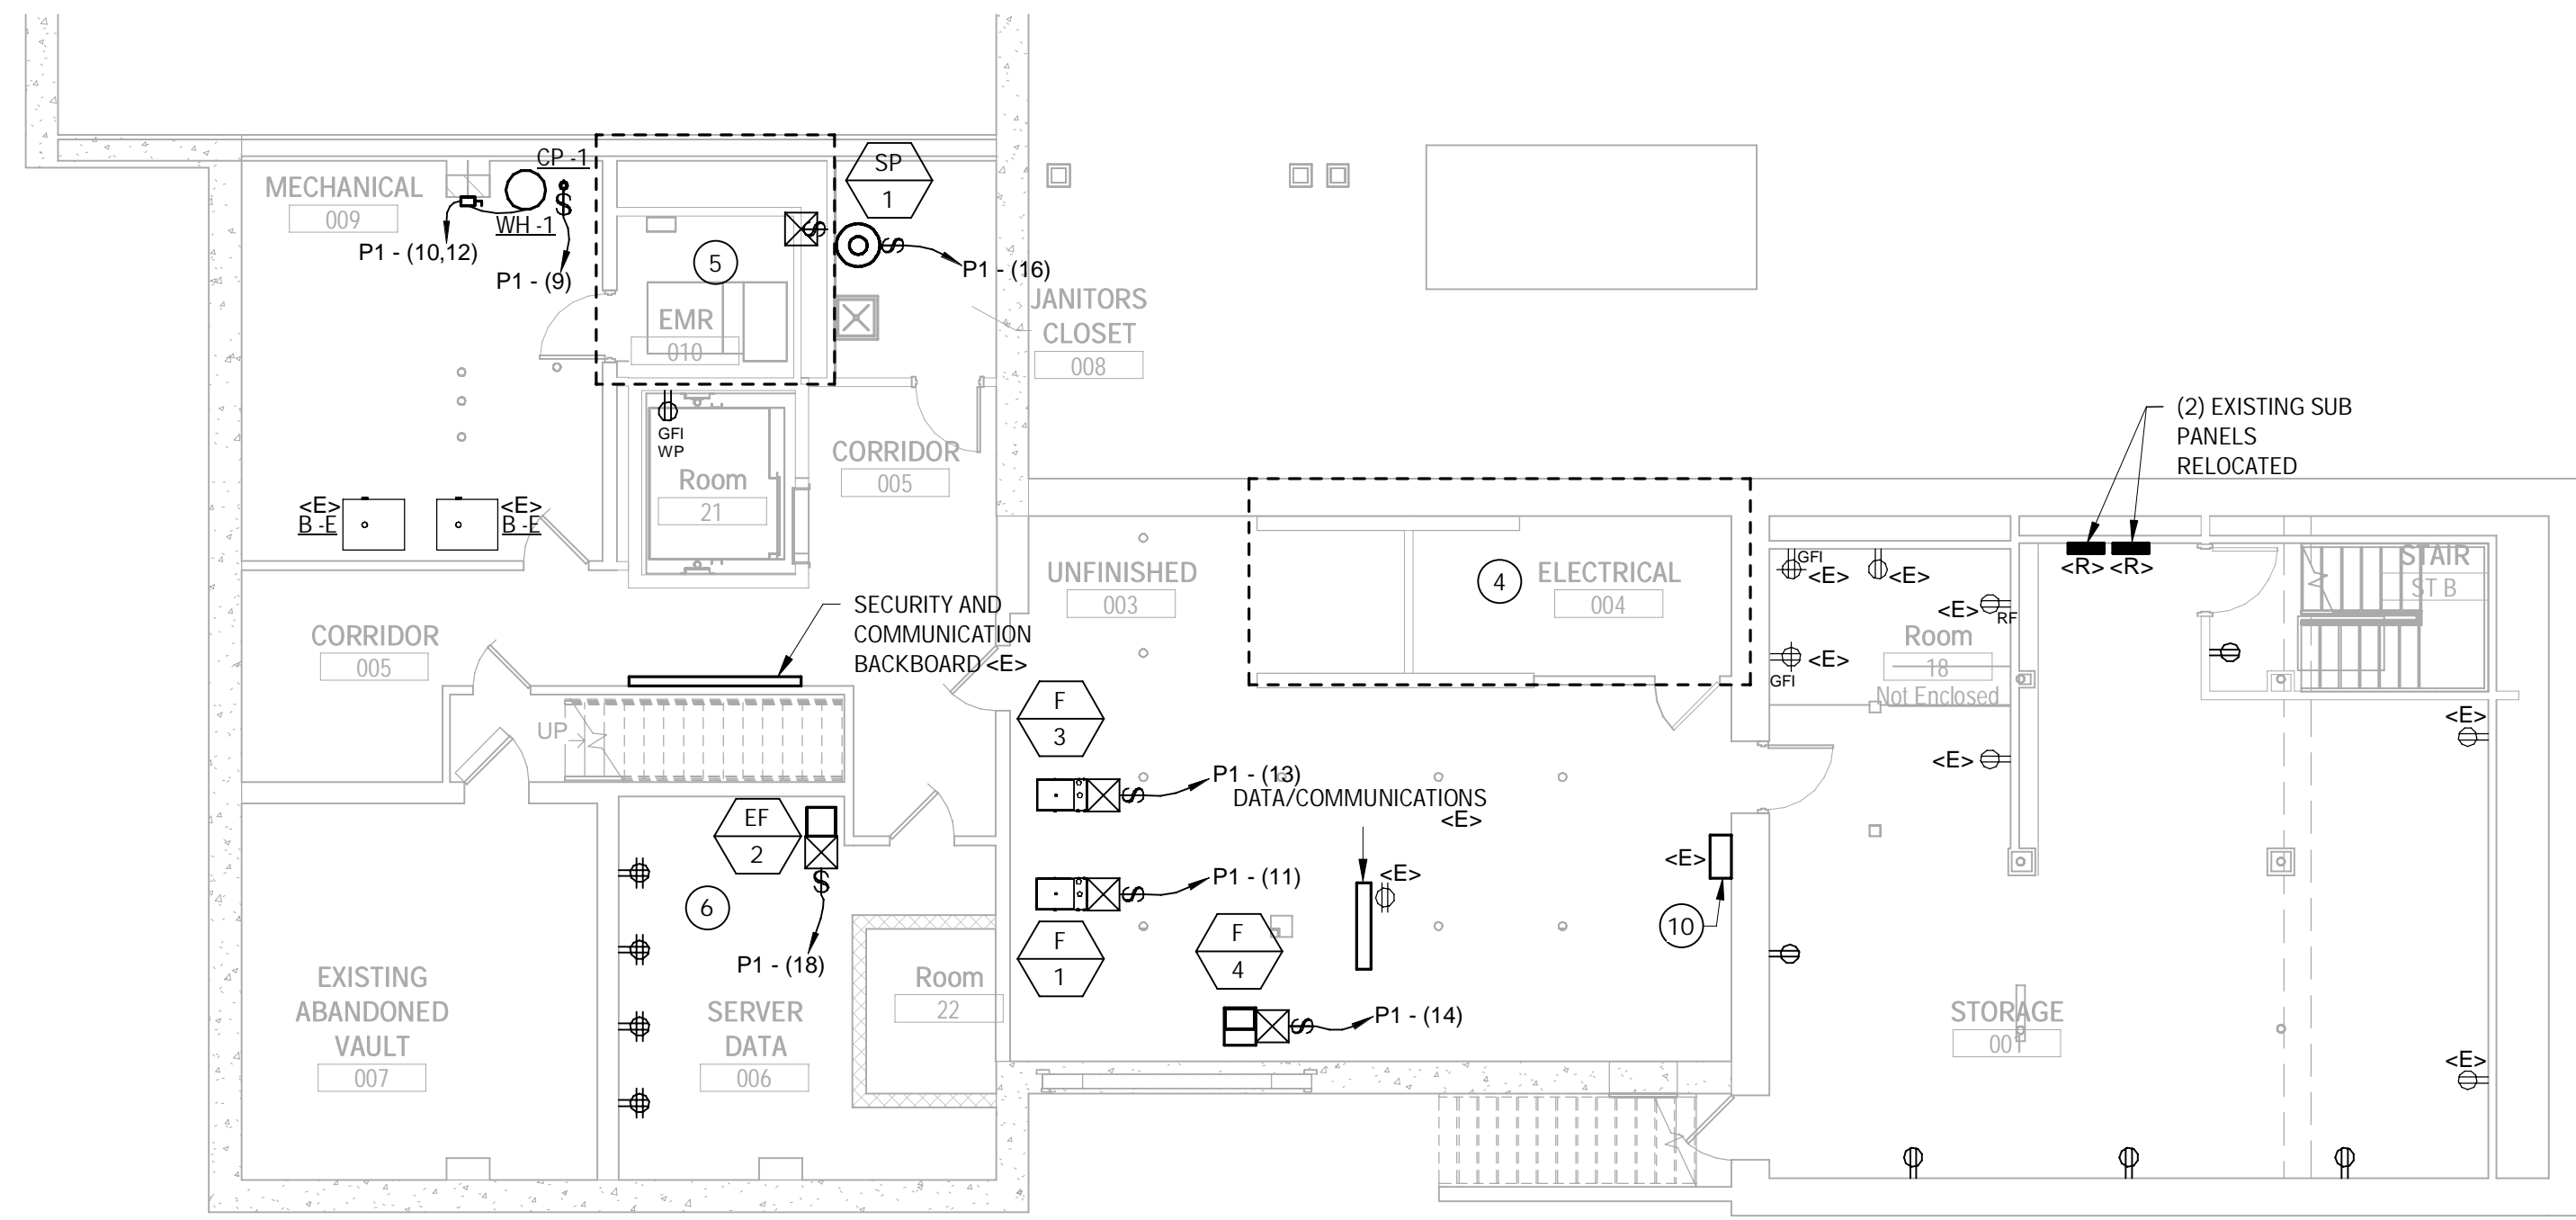 MECHANICAL
009
CP -1
WH -1
P1 - (10,12)
P1 - (9)
SP
1
5
EMR
010
P1 - (16)
JANITORS
CLOSET
008
GFI
WP
Room
21
CORRIDOR
005
<E>
B -E
<E>
B -E
(2) EXISTING SUB
PANELS
RELOCATED
UNFINISHED
003
4
ELECTRICAL
004
GFI
<E>
<E>
<E>
RF
<R>
<R>
STAIR
ST B
CORRIDOR
005
SECURITY AND
COMMUNICATION
BACKBOARD <E>
Room
18
Not Enclosed
<E>
GFI
UP
F
3
<E>
<E>
P1 - (13)
DATA/COMMUNICATIONS
<E>
EF
2
6
P1 - (18)
P1 - (11)
<E>
<E>
10
F
1
F
4
P1 - (14)
EXISTING
ABANDONED
VAULT
007
SERVER
DATA
006
Room
22
STORAGE
001
<E>